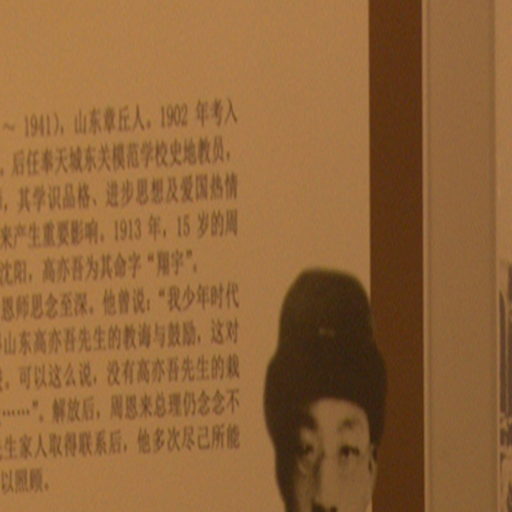 ～ 1941)，山东章丘人。1902 年考入
。后任奉天城东关模范学校史地教员，
，其学识品格、进步思想及爱国热情
来产生重要影响。1913 年，15 岁的周
沈阳，高亦吾为其命字“翔宇”。
恩师思念至深。他曾说：“我少年时代
山东高亦吾先生的教诲与鼓励，这对
。可以这么说，没有高亦吾先生的栽
……”。解放后，周恩来总理仍念念不
先生家人取得联系后，他多次尽己所能
以照顾。